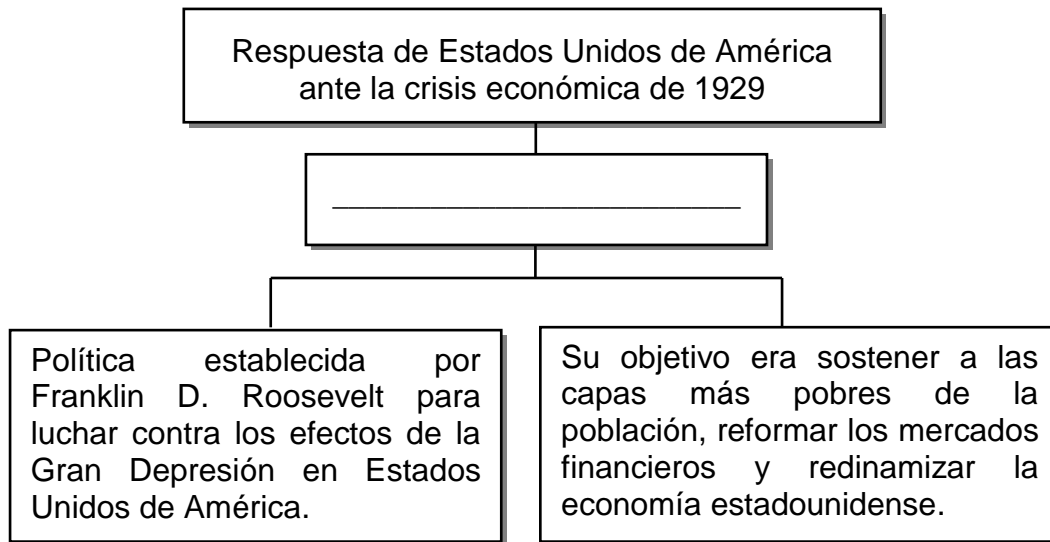 Respuesta de Estados Unidos de América
ante la crisis económica de 1929
_________________________
Política establecida por
Franklin D. Roosevelt para
luchar contra los efectos de la
Gran Depresión en Estados
Unidos de América.
Su objetivo era sostener a las
capas más pobres de la
población, reformar los mercados
financieros y redinamizar la
economía estadounidense.